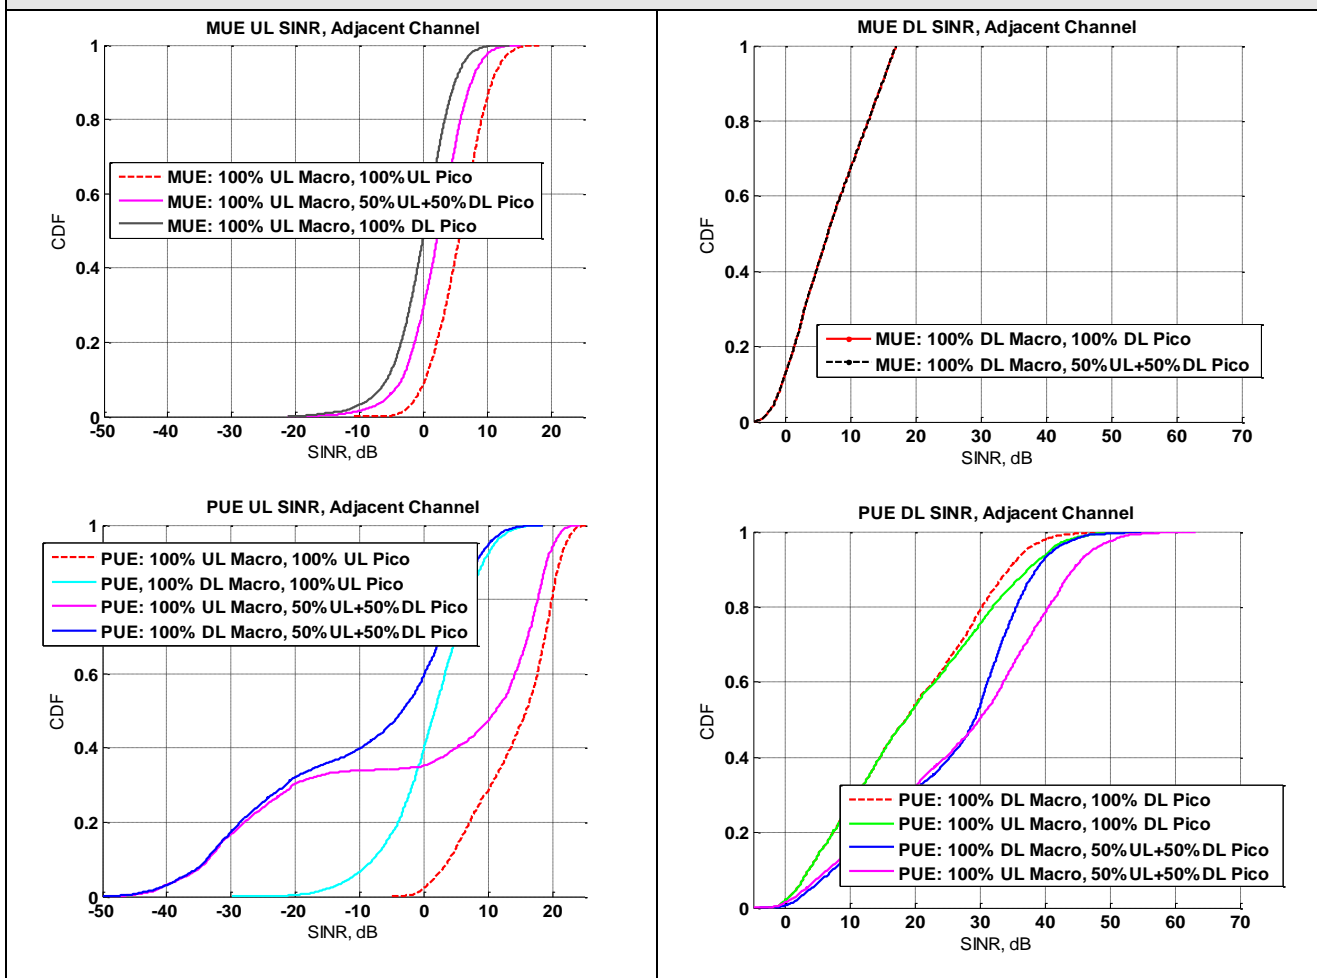 MUE UL SINR, Adjacent Channel
1
0.8
0.6
0.4
0.2
0
CDF
MUE: 100% UL Macro, 100%UL Pico
MUE: 100% UL Macro, 50%UL+50%DL Pico
MUE: 100% UL Macro, 100% DL Pico
-50 -40 -30 -20 -10 0 10 20
SINR, dB
MUE DL SINR, Adjacent Channel
1
0.8
0.6
0.4
0.2
0
CDF
MUE: 100% DL Macro, 100% DL Pico
MUE: 100% DL Macro, 50%UL+50%DL Pico
0 10 20 30 40 50 60 70
SINR, dB
PUE UL SINR, Adjacent Channel
1
0.6
0.4
0.2
0
CDF
PUE: 100% UL Macro, 100% UL Pico
PUE, 100% DL Macro, 100%UL Pico
PUE: 100% UL Macro, 50%UL+50%DL Pico
PUE: 100% DL Macro, 50%UL+50%DL Pico
-50 -40 -30 -20 -10 0 10 20
SINR, dB
PUE DL SINR, Adjacent Channel
1
0.8
0.6
0.4
0.2
0
CDF
PUE: 100% DL Macro, 100% DL Pico
PUE: 100% UL Macro, 100% DL Pico
PUE: 100% DL Macro, 50%UL+50%DL Pico
PUE: 100% UL Macro, 50%UL+50%DL Pico
0 10 20 30 40 50 60 70
SINR, dB